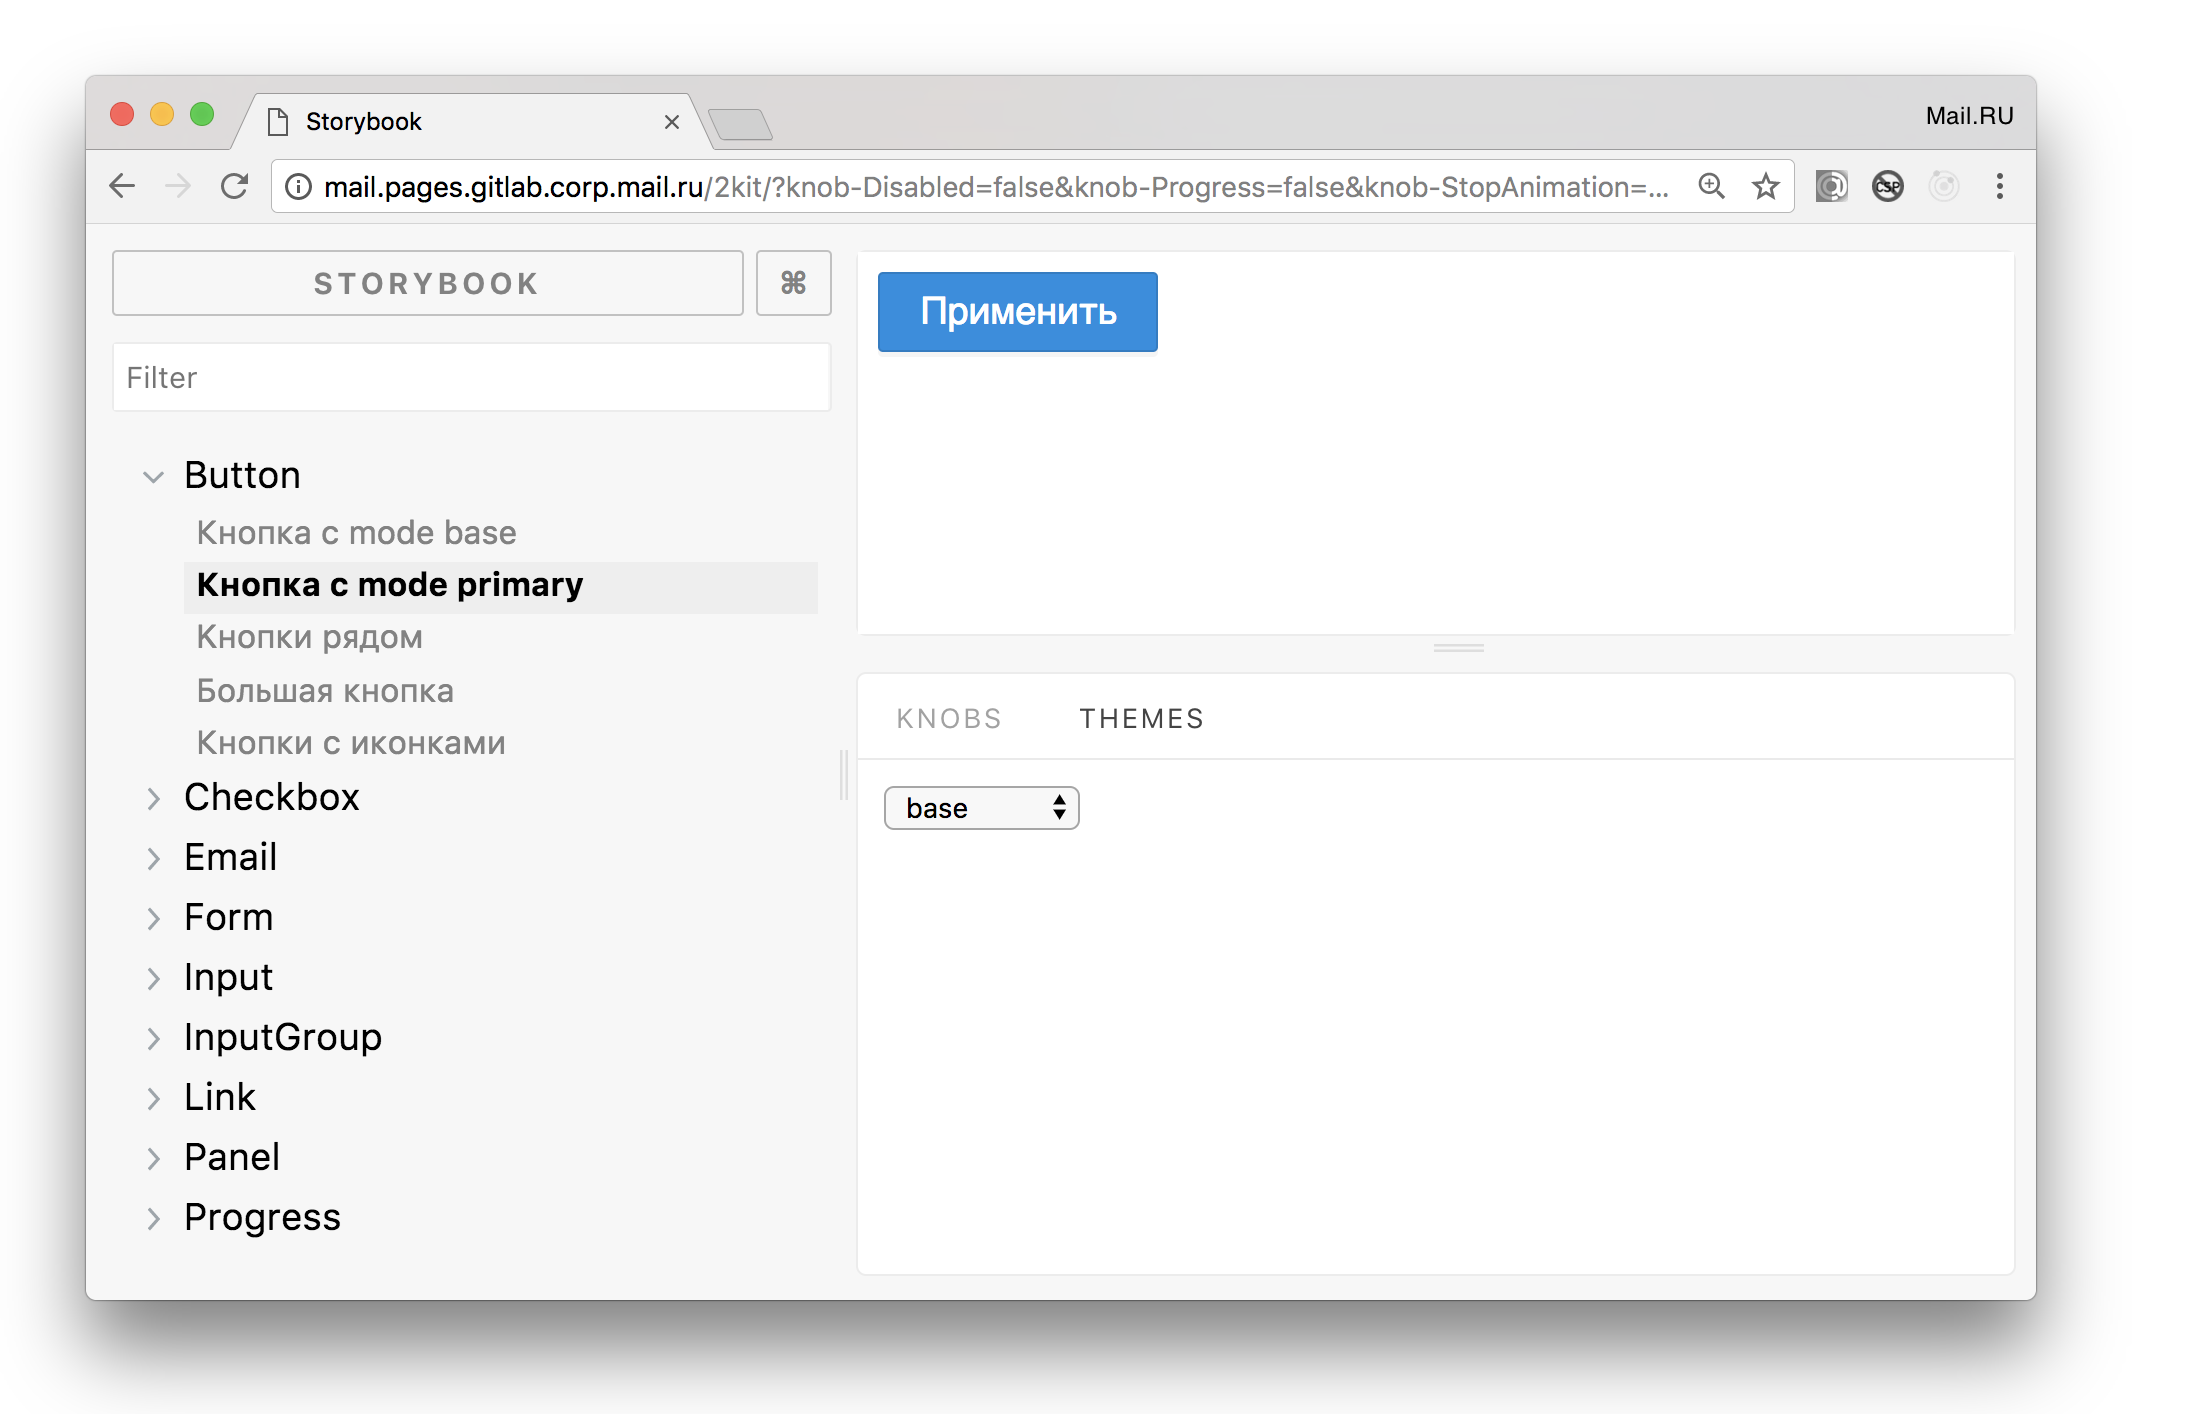 Storybook
Mail.RU
mail.pages.gitlab.corp.mail.ru/2kit/?knob-Disabled=false&knob-Progress=false&knob-StopAnimation=...
CSP
STORYBOOK ⌘
Filter
Button
Кнопка с mode base
Кнопка с mode primary
Кнопки рядом
Большая кнопка
Кнопки с иконками
Checkbox
Email
Form
Input
InputGroup
Link
Panel
Progress
Применить
KNOBS THEMES
base